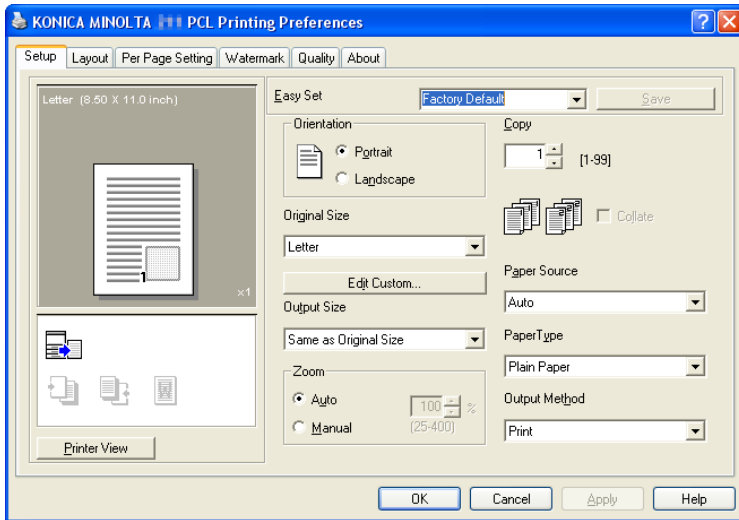 KONICA MINOLTA PCL Printing Preferences
Setup Layout Per Page Setting Watermark Quality About
Letter (8.50 X 11.0 inch)
1
x1
Printer View
Easy Set Factory Default Save
Orientation
Portrait
Landscape
Original Size
Letter
Edit Custom...
Output Size
Same as Original Size
Zoom
Auto
Manual
100 %
(25-400)
Copy
1 [1-99]
Collate
Paper Source
Auto
PaperType
Plain Paper
Output Method
Print
OK Cancel Apply Help